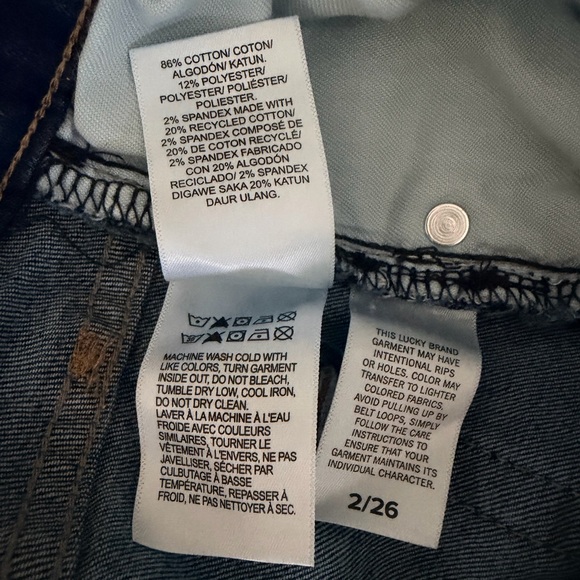 86% COTTON/ COTON/
ALGODÓN/ KATUN.
12% POLYESTER/
POLYESTER/ POLIÉSTER/
POLIESTER.
2% SPANDEX MADE WITH
20% RECYCLED COTTON/
2% SPANDEX COMPOSÉ DE
20% DE COTON RECYCLÉ/
2% SPANDEX FABRICADO
CON 20% ALGODÓN
RECICLADO/ 2% SPANDEX
DIGAWE SAKA 20% KATUN
DAUR ULANG.
MACHINE WASH COLD WITH
LIKE COLORS, TURN GARMENT
INSIDE OUT, DO NOT BLEACH,
TUMBLE DRY LOW, COOL IRON,
DO NOT DRY CLEAN.
LAVER À LA MACHINE À L'EAU
FROIDE AVEC COULEURS
SIMILAIRES, TOURNER LE
VÊTEMENT À L'ENVERS, NE PAS
JAVELLISER, SÉCHER PAR
CULBUTAGE À BASSE
TEMPÉRATURE, REPASSER À
FROID, NE PAS NETTOYER À SEC.
THIS LUCKY BRAND
GARMENT MAY HAVE
INTENTIONAL RIPS
OR HOLES. COLOR MAY
TRANSFER TO LIGHTER
COLORED FABRICS.
AVOID PULLING UP BY
BELT LOOPS, SIMPLY
FOLLOW THE CARE
INSTRUCTIONS TO
ENSURE THAT YOUR
GARMENT MAINTAINS ITS
INDIVIDUAL CHARACTER.
2/26